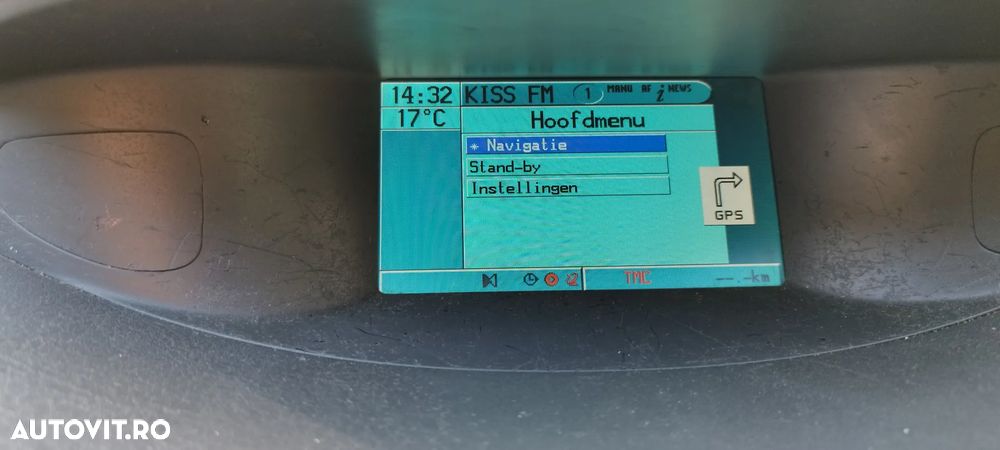 14:32 KISS FM 1 MANU AF i NEWS
17°C Hoofdmenu
* Navigatie
Stand-by
Instellingen
GPS
TMC --.-km
AUTOVIT.RO